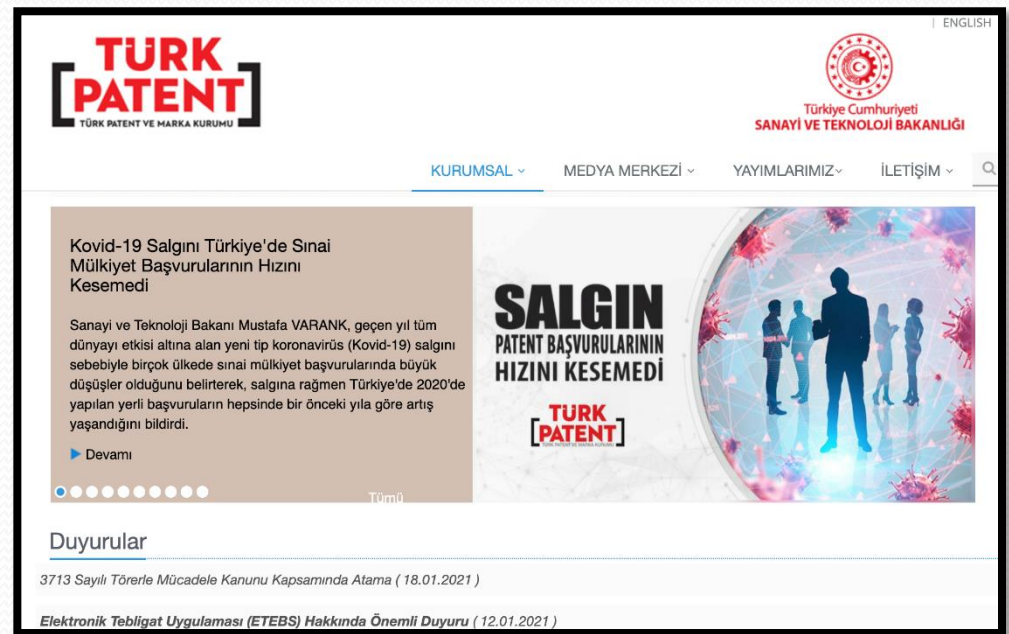 ENGLISH
TÜRK
PATENT
TÜRK PATENT VE MARKA KURUMU
Türkiye Cumhuriyeti
SANAYİ VE TEKNOLOJİ BAKANLIĞI
KURUMSAL
MEDYA MERKEZİ
YAYIMLARIMIZ
İLETİŞİM
Kovid-19 Salgını Türkiye'de Sınai
Mülkiyet Başvurularının Hızını
Kesemedi
Sanayi ve Teknoloji Bakanı Mustafa VARANK, geçen yıl tüm
dünyayı etkisi altına alan yeni tip koronavirüs (Kovid-19) salgını
sebebiyle birçok ülkede sınai mülkiyet başvurularında büyük
düşüşler olduğunu belirterek, salgına rağmen Türkiye'de 2020'de
yapılan yerli başvuruların hepsinde bir önceki yıla göre artış
yaşandığını bildirdi.
Devamı
Tümü
SALGIN
PATENT BAŞVURULARININ
HIZINI KESEMEDİ
TÜRK
PATENT
Duyurular
3713 Sayılı Törerle Mücadele Kanunu Kapsamında Atama ( 18.01.2021 )
Elektronik Tebligat Uygulaması (ETEBS) Hakkında Önemli Duyuru ( 12.01.2021 )